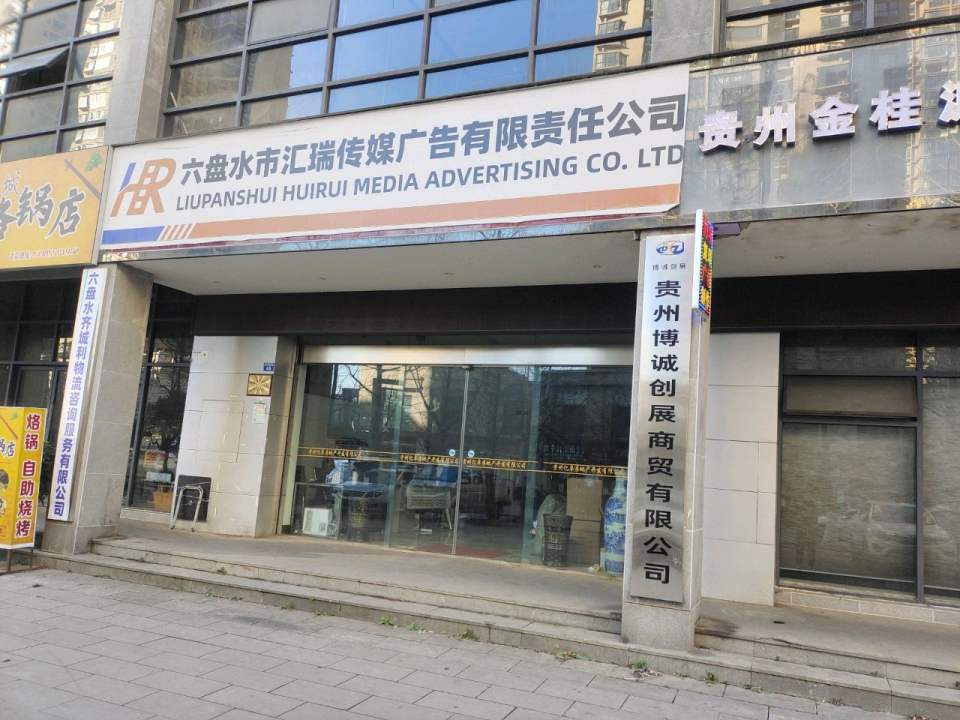 HBR
六盘水市汇瑞传媒广告有限责任公司
LIUPANSHUI HUIRUI MEDIA ADVERTISING CO. LTD
贵州金桂
锅店
六盘水齐城利物流咨询服务有限公司
烙锅 自助烧烤
博诚创展
贵州博诚创展商贸有限公司